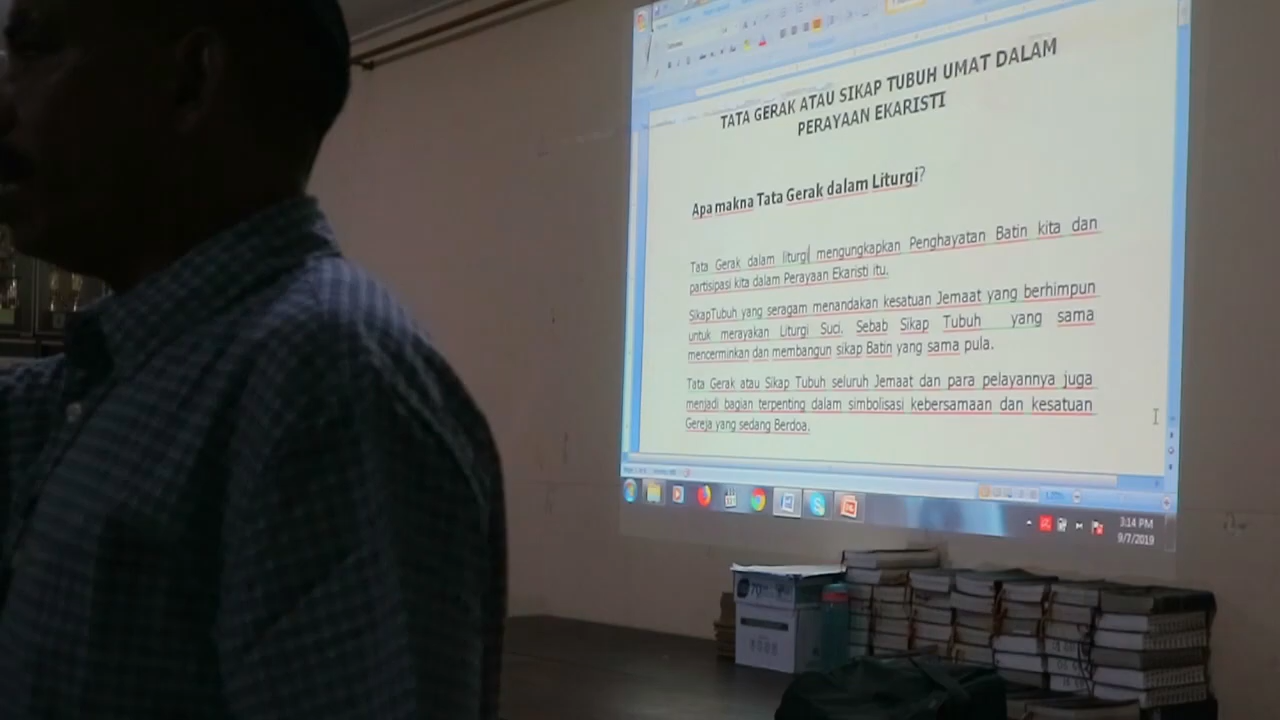 TATA GERAK ATAU SIKAP TUBUH UMAT DALAM
PERAYAAN EKARISTI
Apa makna Tata Gerak dalam Liturgi?
Tata Gerak dalam liturgi mengungkapkan Penghayatan Batin kita dan
partisipasi kita dalam Perayaan Ekaristi itu.
SikapTubuh yang seragam menandakan kesatuan Jemaat yang berhimpun
untuk merayakan Liturgi Suci. Sebab Sikap Tubuh yang sama
mencerminkan dan membangun sikap Batin yang sama pula.
Tata Gerak atau Sikap Tubuh seluruh Jemaat dan para pelayannya juga
menjadi bagian terpenting dalam simbolisasi kebersamaan dan kesatuan
Gereja yang sedang Berdoa.
3:14 PM
9/7/2019